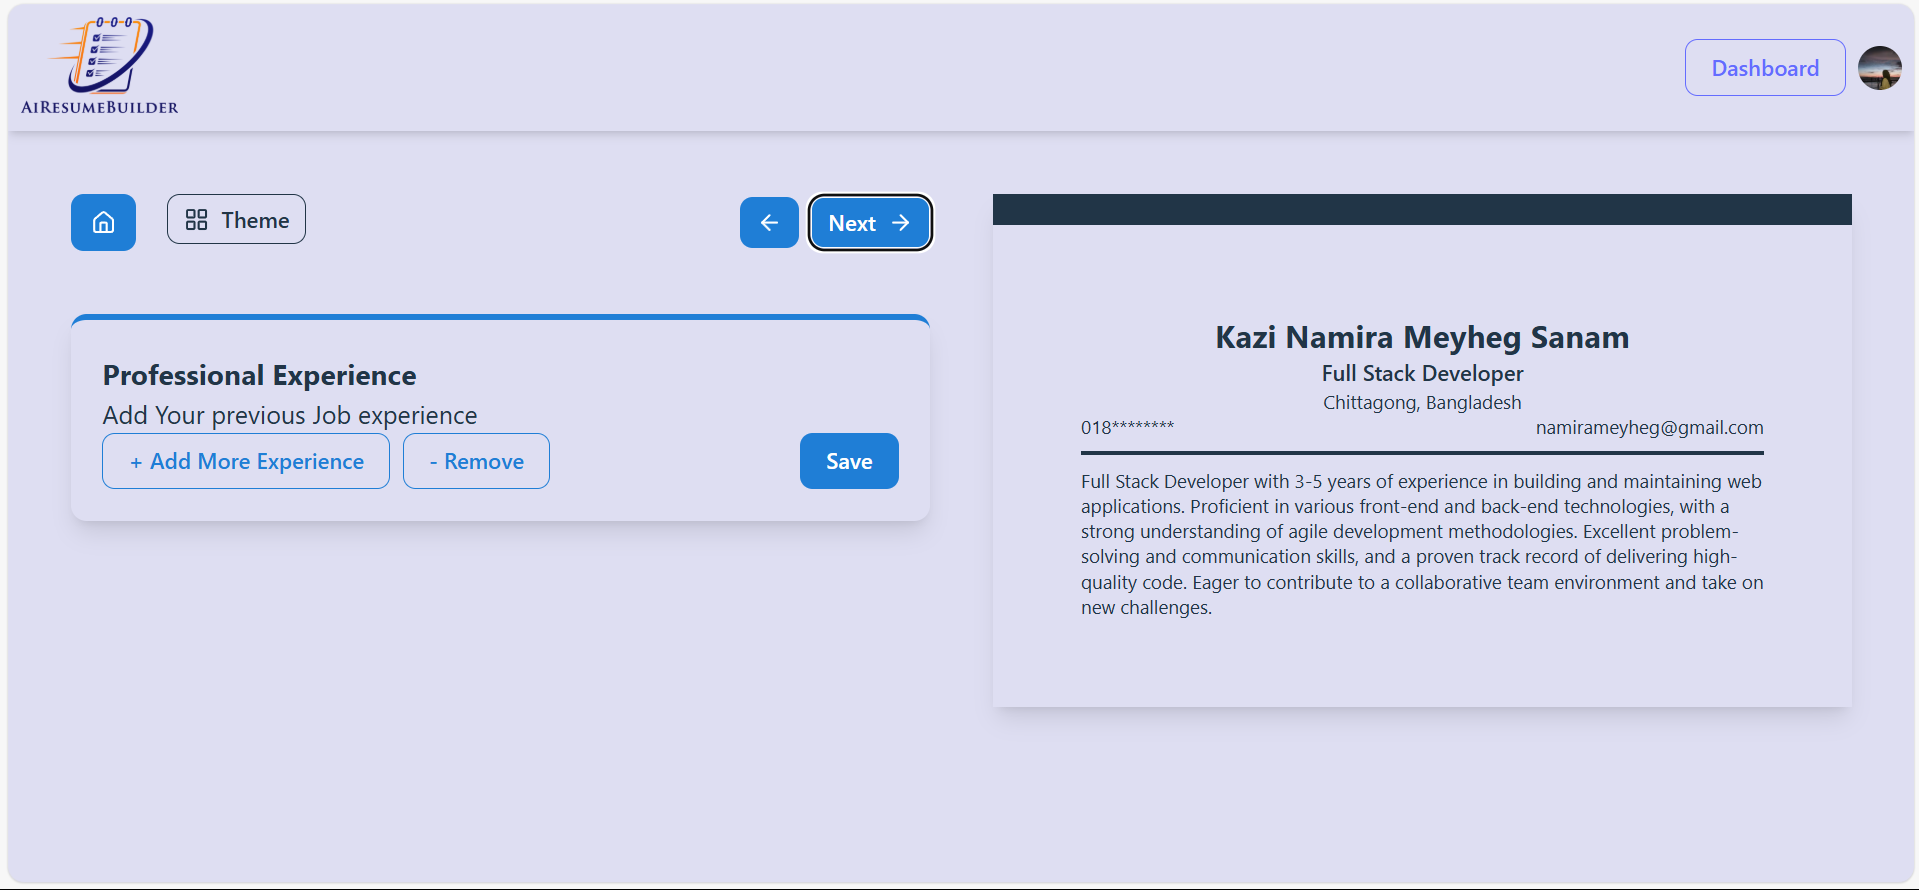 AiResumeBuilder
Dashboard
Theme
Next
Professional Experience
Add Your previous Job experience
+ Add More Experience
- Remove
Save
Kazi Namira Meyheg Sanam
Full Stack Developer
Chittagong, Bangladesh
018********
namirameyheg@gmail.com
Full Stack Developer with 3-5 years of experience in building and maintaining web
applications. Proficient in various front-end and back-end technologies, with a
strong understanding of agile development methodologies. Excellent problem-
solving and communication skills, and a proven track record of delivering high-
quality code. Eager to contribute to a collaborative team environment and take on
new challenges.